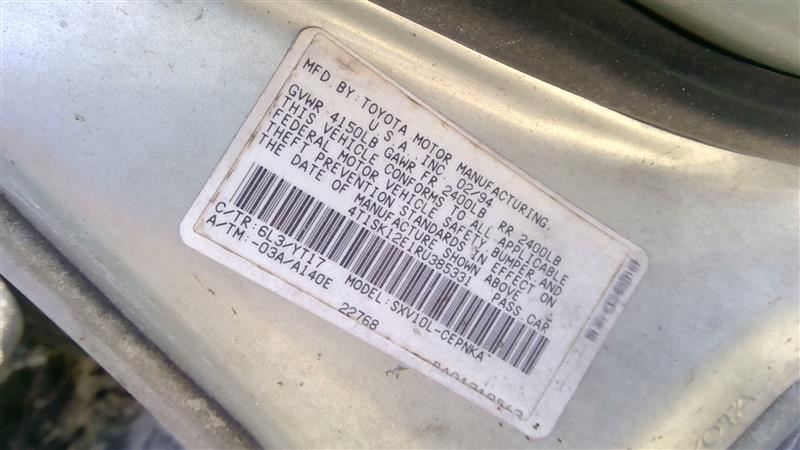 MFD. BY: TOYOTA MOTOR MANUFACTURING.
U S A , INC. 02/94
GVWR 4150LB GAWR FR 2400LB RR 2400LB
THIS VEHICLE CONFORMS TO ALL APPLICABLE
FEDERAL MOTOR VEHICLE SAFETY, BUMPER, AND
THEFT PREVENTION STANDARDS IN EFFECT ON
THE DATE OF MANUFACTURE SHOWN ABOVE.
PASS.CAR
C/TR: 6L3/YT17 MODEL: SXV10L-CEPNKA
A/TM: -03A/A140E 22768
TOYOTA